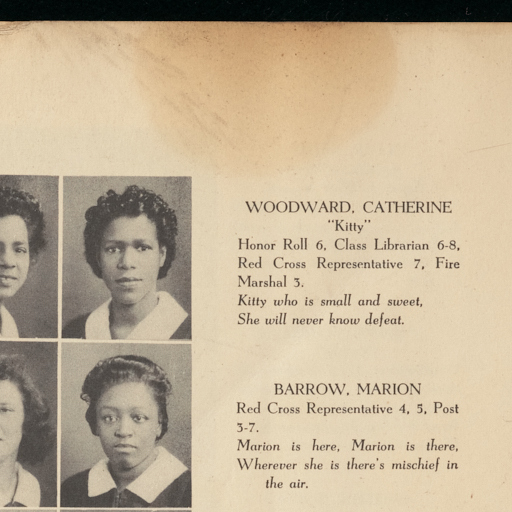 WOODWARD, CATHERINE
"Kitty"
Honor Roll 6, Class Librarian 6-8,
Red Cross Representative 7, Fire
Marshal 3.
Kitty who is small and sweet,
She will never know defeat.
BARROW, MARION
Red Cross Representative 4, 5, Post
3-7.
Marion is here, Marion is there,
Wherever she is there's mischief in
the air.